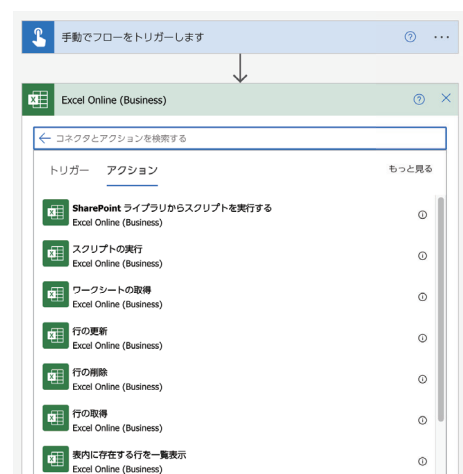 手動でフローをトリガーします
Excel Online (Business)
コネクタとアクションを検索する
トリガー アクション もっと見る
SharePoint ライブラリからスクリプトを実行する
Excel Online (Business)
スクリプトの実行
Excel Online (Business)
ワークシートの取得
Excel Online (Business)
行の更新
Excel Online (Business)
行の削除
Excel Online (Business)
行の取得
Excel Online (Business)
表内に存在する行を一覧表示
Excel Online (Business)